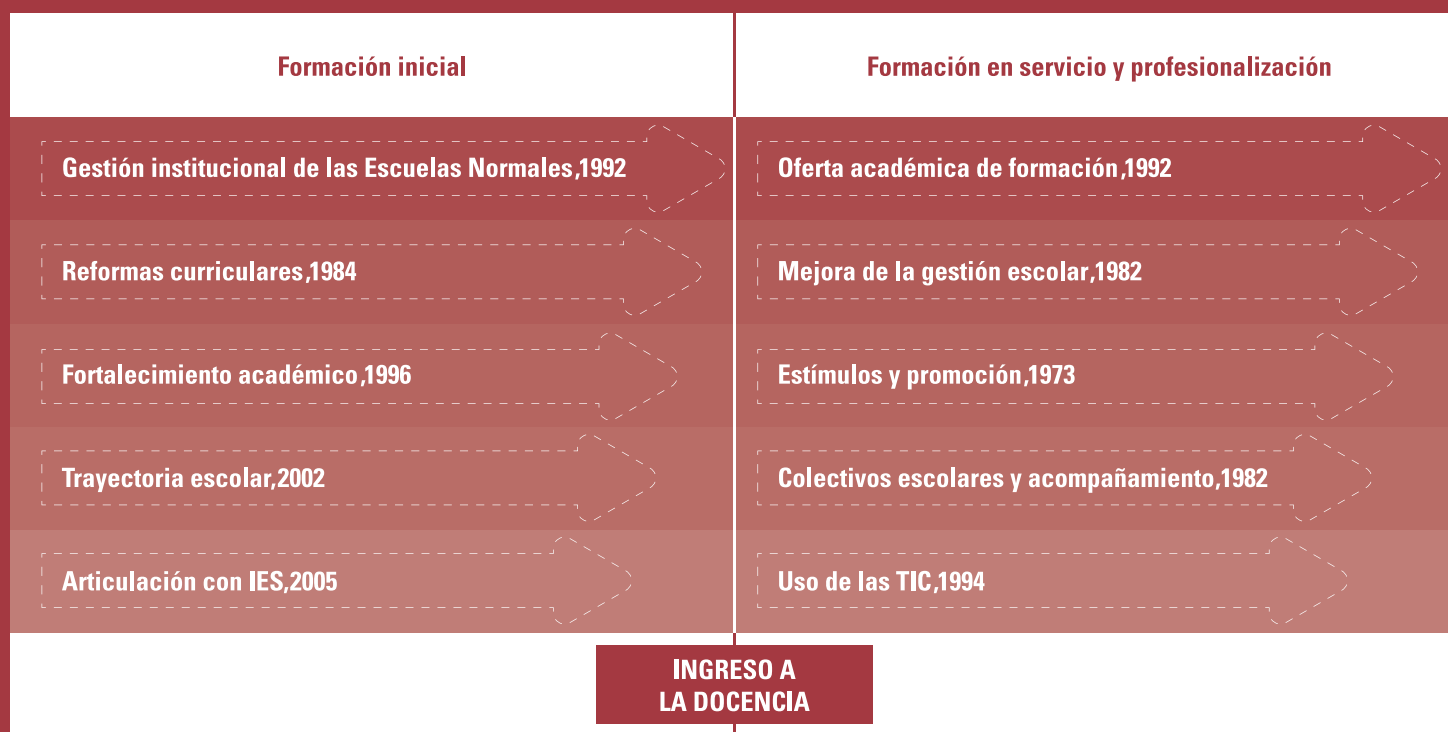 Formación inicial
Formación en servicio y profesionalización
Gestión institucional de las Escuelas Normales,1992
Oferta académica de formación,1992
Reformas curriculares,1984
Mejora de la gestión escolar,1982
Fortalecimiento académico,1996
Estímulos y promoción,1973
Trayectoria escolar,2002
Colectivos escolares y acompañamiento,1982
Articulación con IES,2005
Uso de las TIC,1994
INGRESO A
LA DOCENCIA